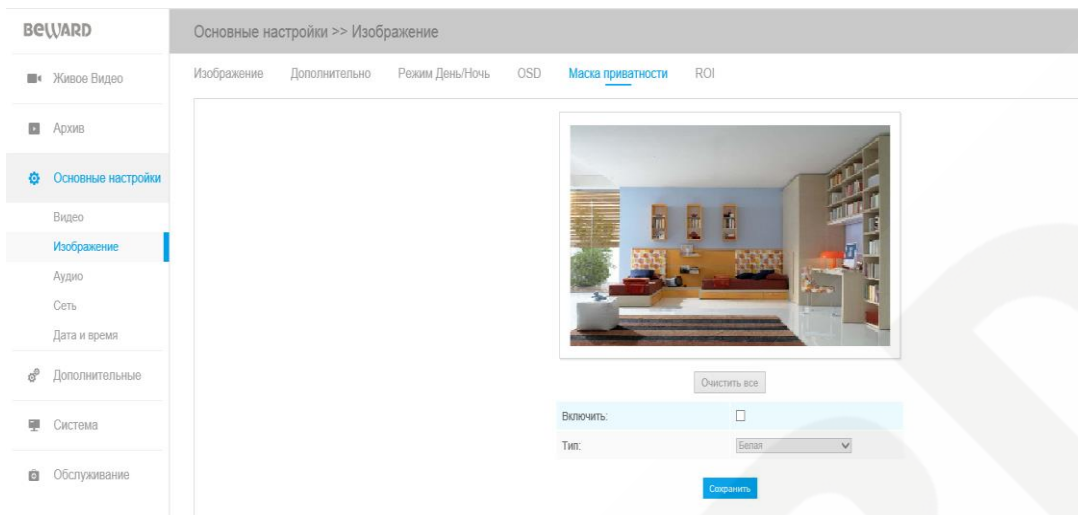 BEWARD
Основные настройки >> Изображение
Живое Видео
Архив
Основные настройки
Видео
Изображение
Аудио
Сеть
Дата и время
Дополнительные
Система
Обслуживание
Изображение Дополнительно Режим День/Ночь OSD Маска приватности ROI
Очистить все
Включить:
Тип: Белая
Сохранить